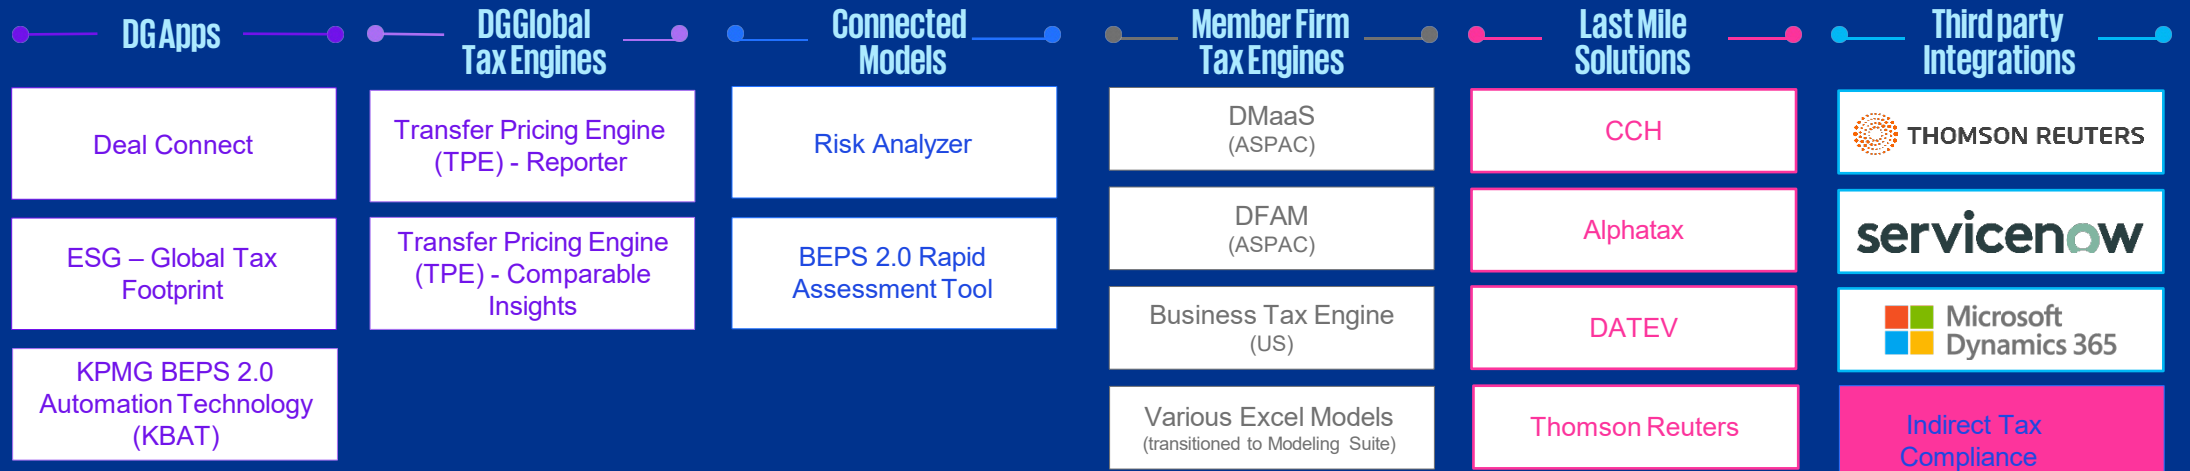 DG Apps
Deal Connect
ESG – Global Tax
Footprint
KPMG BEPS 2.0
Automation Technology
(KBAT)
DG Global
Tax Engines
Transfer Pricing Engine
(TPE) - Reporter
Transfer Pricing Engine
(TPE) - Comparable
Insights
Connected
Models
Risk Analyzer
BEPS 2.0 Rapid
Assessment Tool
Member Firm
Tax Engines
DMaaS
(ASPAC)
DFAM
(ASPAC)
Business Tax Engine
(US)
Various Excel Models
(transitioned to Modeling Suite)
Last Mile
Solutions
CCH
Alphatax
DATEV
Thomson Reuters
Third party
Integrations
THOMSON REUTERS
servicenow
Microsoft
Dynamics 365
Indirect Tax
Compliance